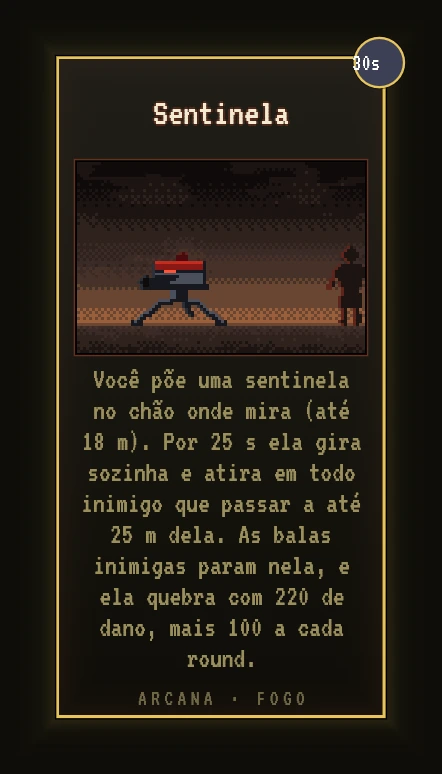 80s
Sentinela
Você põe uma sentinela
no chão onde mira (até
18 m). Por 25 s ela gira
sozinha e atira em todo
inimigo que passar a até
25 m dela. As balas
inimigas param nela, e
ela quebra com 220 de
dano, mais 100 a cada
round.
ARCANA · FOGO